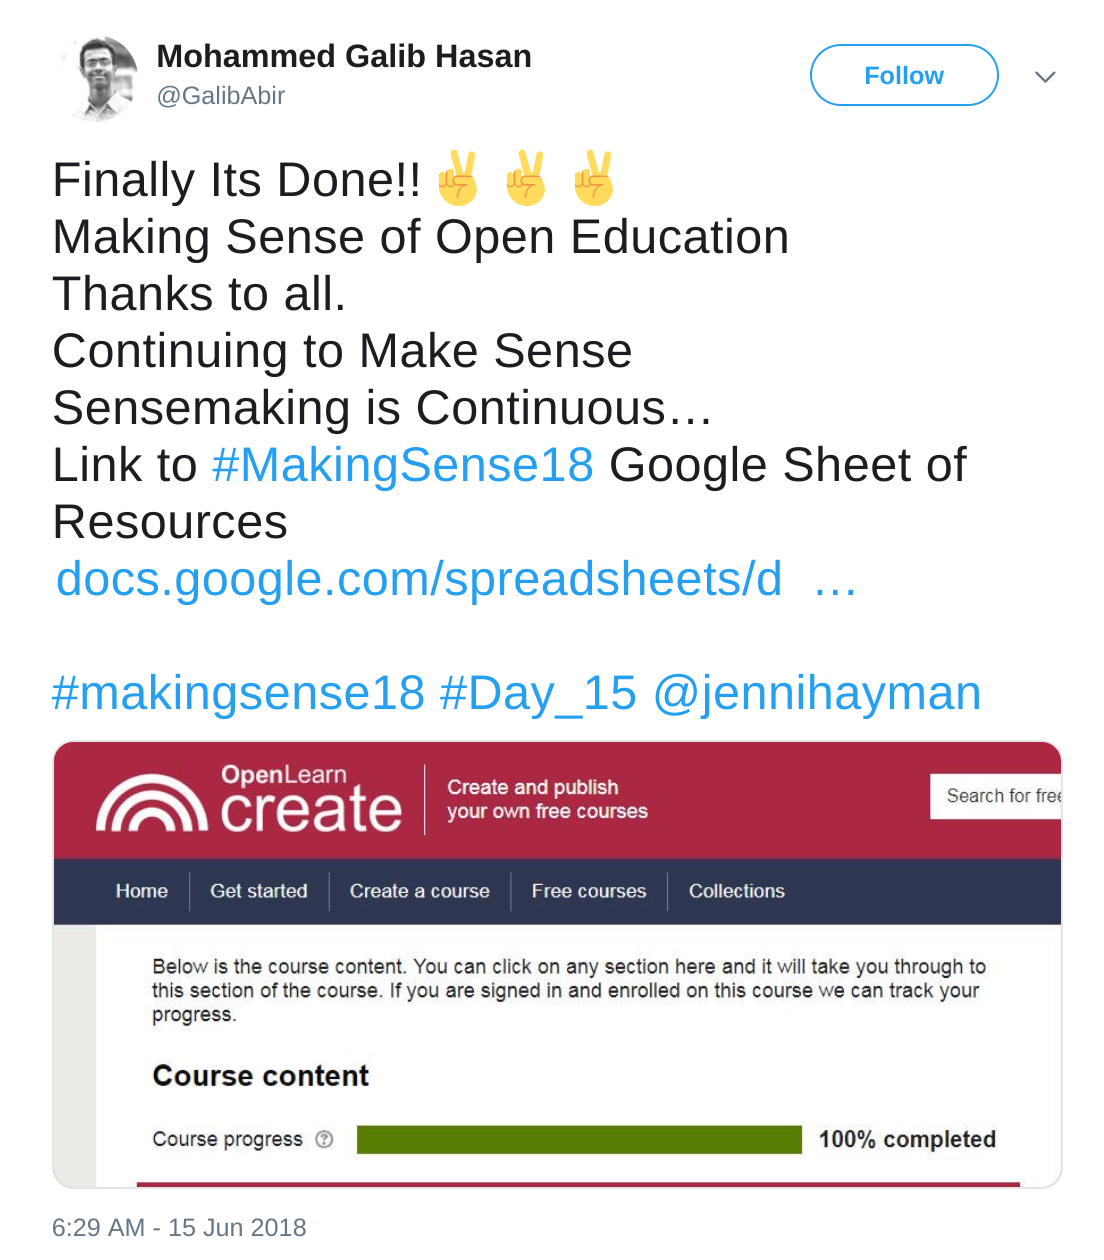 Mohammed Galib Hasan
@GalibAbir
Follow
Finally Its Done!!✌✌✌
Making Sense of Open Education
Thanks to all.
Continuing to Make Sense
Sensemaking is Continuous…
Link to #MakingSense18 Google Sheet of
Resources
docs.google.com/spreadsheets/d …
#makingsense18 #Day_15 @jennihayman
OpenLearn
create
Create and publish
your own free courses
Search for free
Home
Get started
Create a course
Free courses
Collections
Below is the course content. You can click on any section here and it will take you through to
this section of the course. If you are signed in and enrolled on this course we can track your
progress.
Course content
Course progress ?
100% completed
6:29 AM - 15 Jun 2018